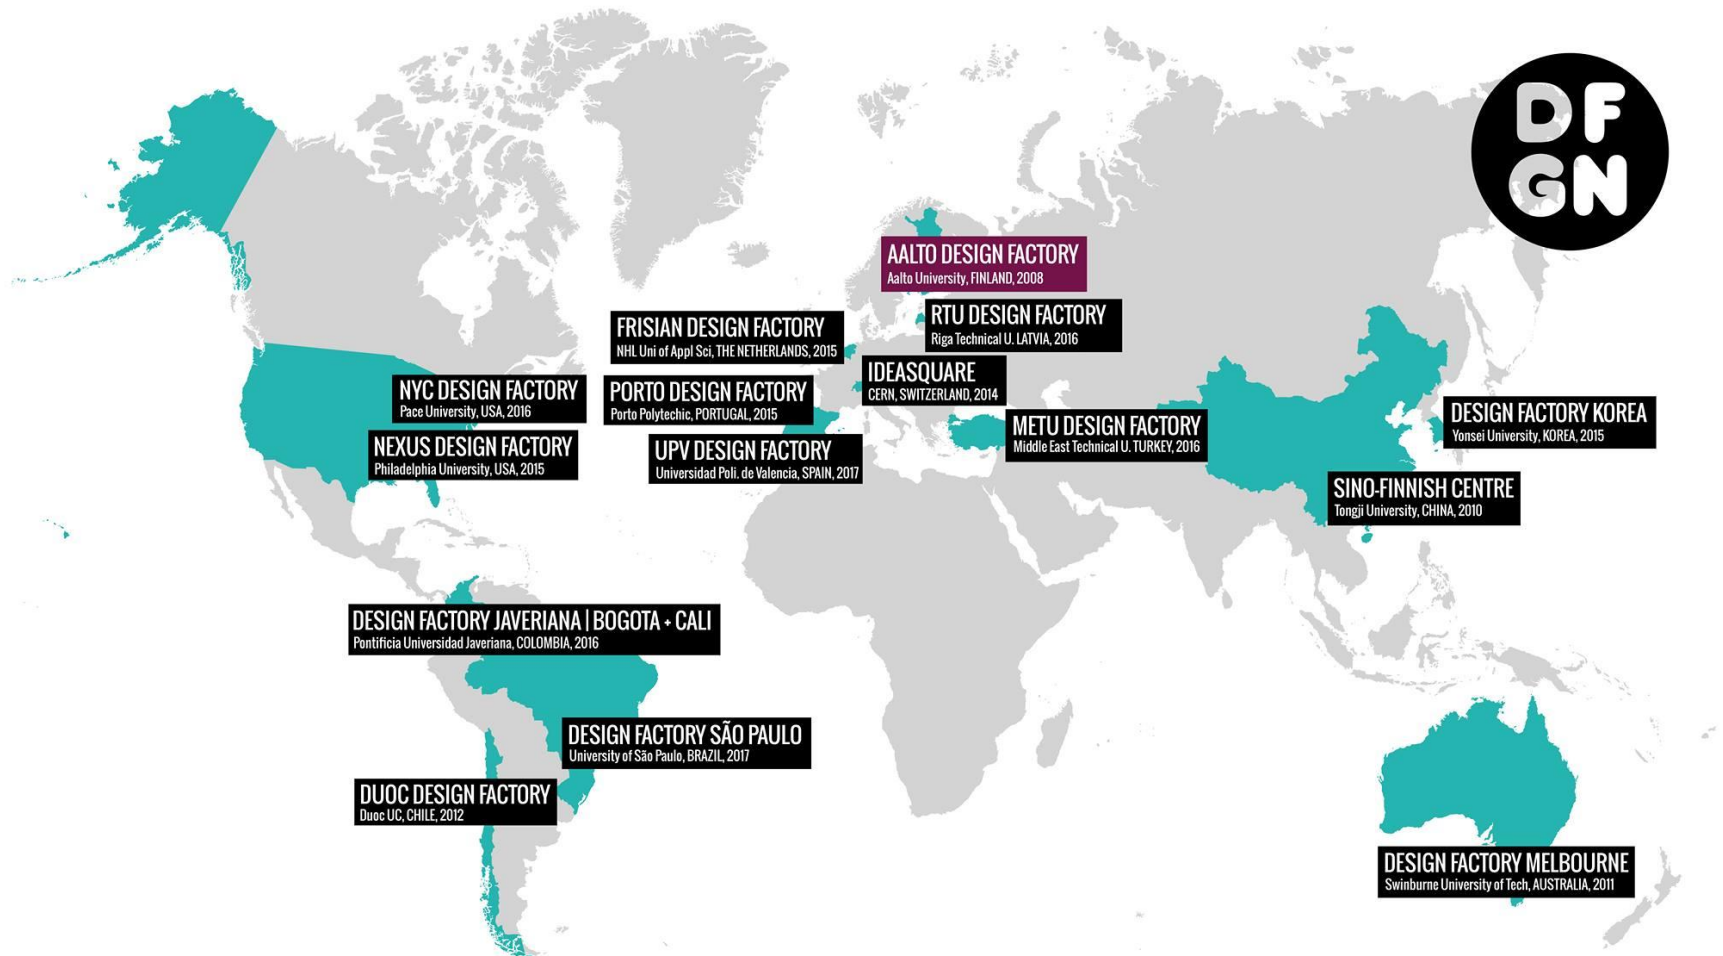 DF
GN
AALTO DESIGN FACTORY
Aalto University, FINLAND, 2008
RTU DESIGN FACTORY
Riga Technical U. LATVIA, 2016
FRISIAN DESIGN FACTORY
NHL Uni of Appl Sci, THE NETHERLANDS, 2015
IDEASQUARE
CERN, SWITZERLAND, 2014
NYC DESIGN FACTORY
Pace University, USA, 2016
PORTO DESIGN FACTORY
Porto Polytechic, PORTUGAL, 2015
METU DESIGN FACTORY
Middle East Technical U. TURKEY, 2016
DESIGN FACTORY KOREA
Yonsei University, KOREA, 2015
NEXUS DESIGN FACTORY
Philadelphia University, USA, 2015
UPV DESIGN FACTORY
Universidad Poli. de Valencia, SPAIN, 2017
SINO-FINNISH CENTRE
Tongji University, CHINA, 2010
DESIGN FACTORY JAVERIANA | BOGOTA + CALI
Pontificia Universidad Javeriana, COLOMBIA, 2016
DESIGN FACTORY SÃO PAULO
University of São Paulo, BRAZIL, 2017
DUOC DESIGN FACTORY
Duoc UC, CHILE, 2012
DESIGN FACTORY MELBOURNE
Swinburne University of Tech, AUSTRALIA, 2011